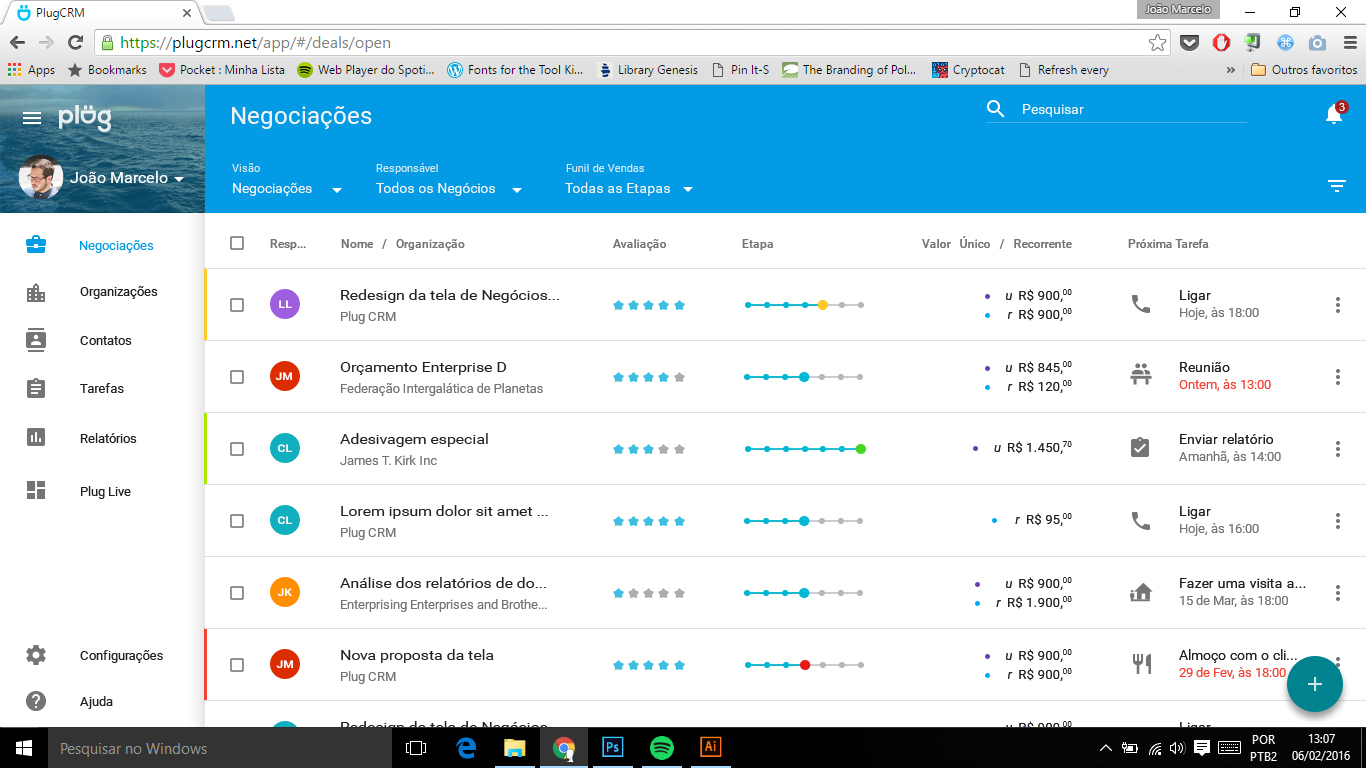 PlugCRM
João Marcelo
https://plugcrm.net/app/#/deals/open
Apps Bookmarks Pocket : Minha Lista Web Player do Spoti... Fonts for the Tool Ki... Library Genesis Pin It-S The Branding of Pol... Cryptocat Refresh every » Outros favoritos
plüg
Negociações
Pesquisar
3
João Marcelo
Visão Responsável Funil de Vendas
Negociações Todos os Negócios Todas as Etapas
Negociações
Organizações
Contatos
Tarefas
Relatórios
Plug Live
Configurações
Ajuda
Resp... Nome / Organização Avaliação Etapa Valor Único / Recorrente Próxima Tarefa
LL Redesign da tela de Negócios... u R$ 900,00 Ligar
Plug CRM r R$ 900,00 Hoje, às 18:00
JM Orçamento Enterprise D u R$ 845,00 Reunião
Federação Intergalática de Planetas r R$ 120,00 Ontem, às 13:00
CL Adesivagem especial u R$ 1.450,70 Enviar relatório
James T. Kirk Inc Amanhã, às 14:00
CL Lorem ipsum dolor sit amet ... r R$ 95,00 Ligar
Plug CRM Hoje, às 16:00
JK Análise dos relatórios de do... u R$ 900,00 Fazer uma visita a...
Enterprising Enterprises and Brothe... r R$ 1.900,00 15 de Mar, às 18:00
JM Nova proposta da tela u R$ 900,00 Almoço com o cli...
Plug CRM r R$ 900,00 29 de Fev, às 18:00
+
Redesign da tela de Negócios u R$ 900,00 Ligar
Pesquisar no Windows
Ps
Ai
POR 13:07
PTB2 06/02/2016